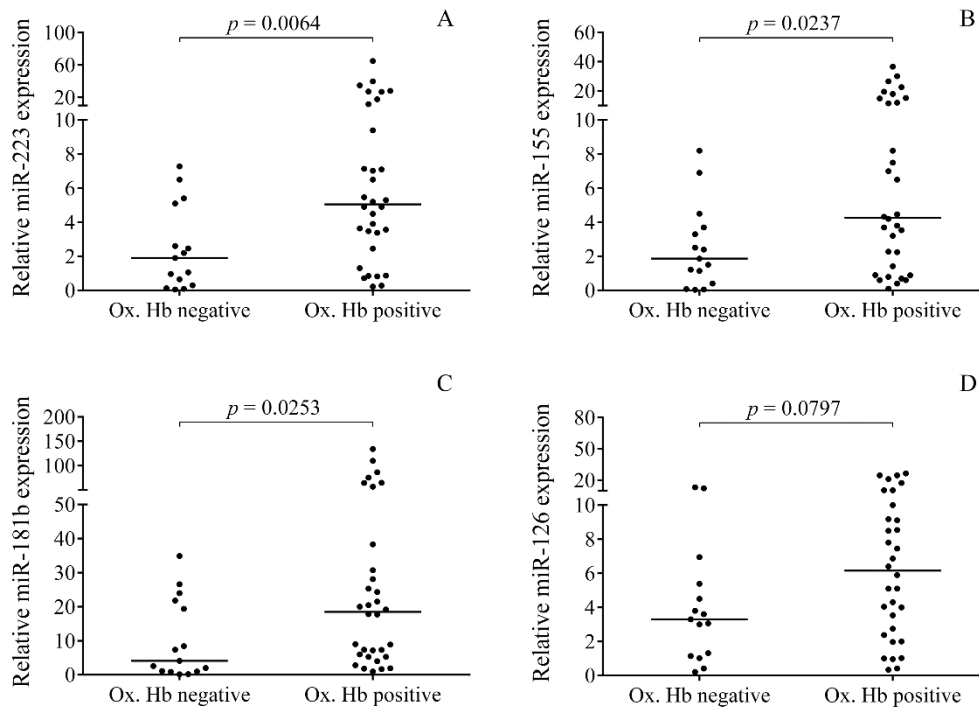 A
p = 0.0064
Relative miR-223 expression
100
60
20
10
8
6
4
2
0
Ox. Hb negative
Ox. Hb positive
B
p = 0.0237
Relative miR-155 expression
60
50
40
30
20
10
8
6
4
2
0
Ox. Hb negative
Ox. Hb positive
C
p = 0.0253
Relative miR-181b expression
200
150
100
50
40
30
20
10
0
Ox. Hb negative
Ox. Hb positive
D
p = 0.0797
Relative miR-126 expression
80
50
20
10
8
6
4
2
0
Ox. Hb negative
Ox. Hb positive